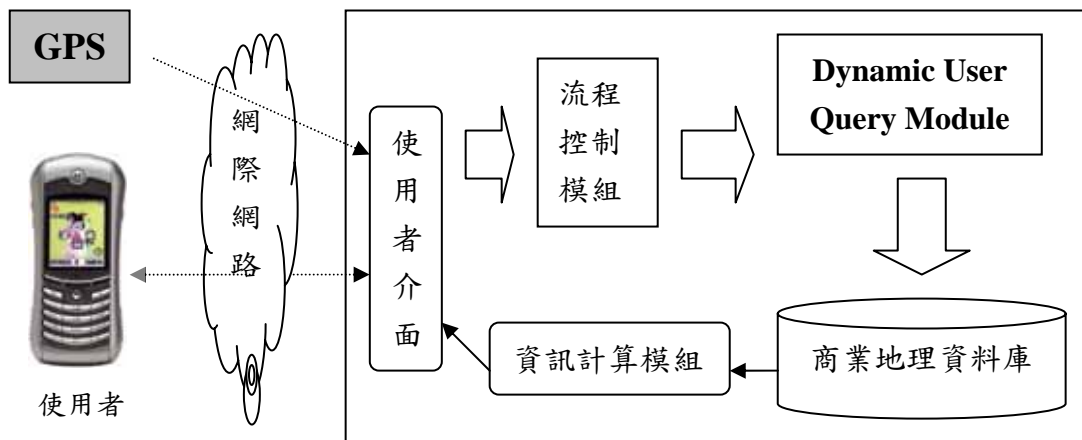 GPS
網際網路
使用者
使用者介面
流程
控制
模組
Dynamic User
Query Module
商業地理資料庫
資訊計算模組